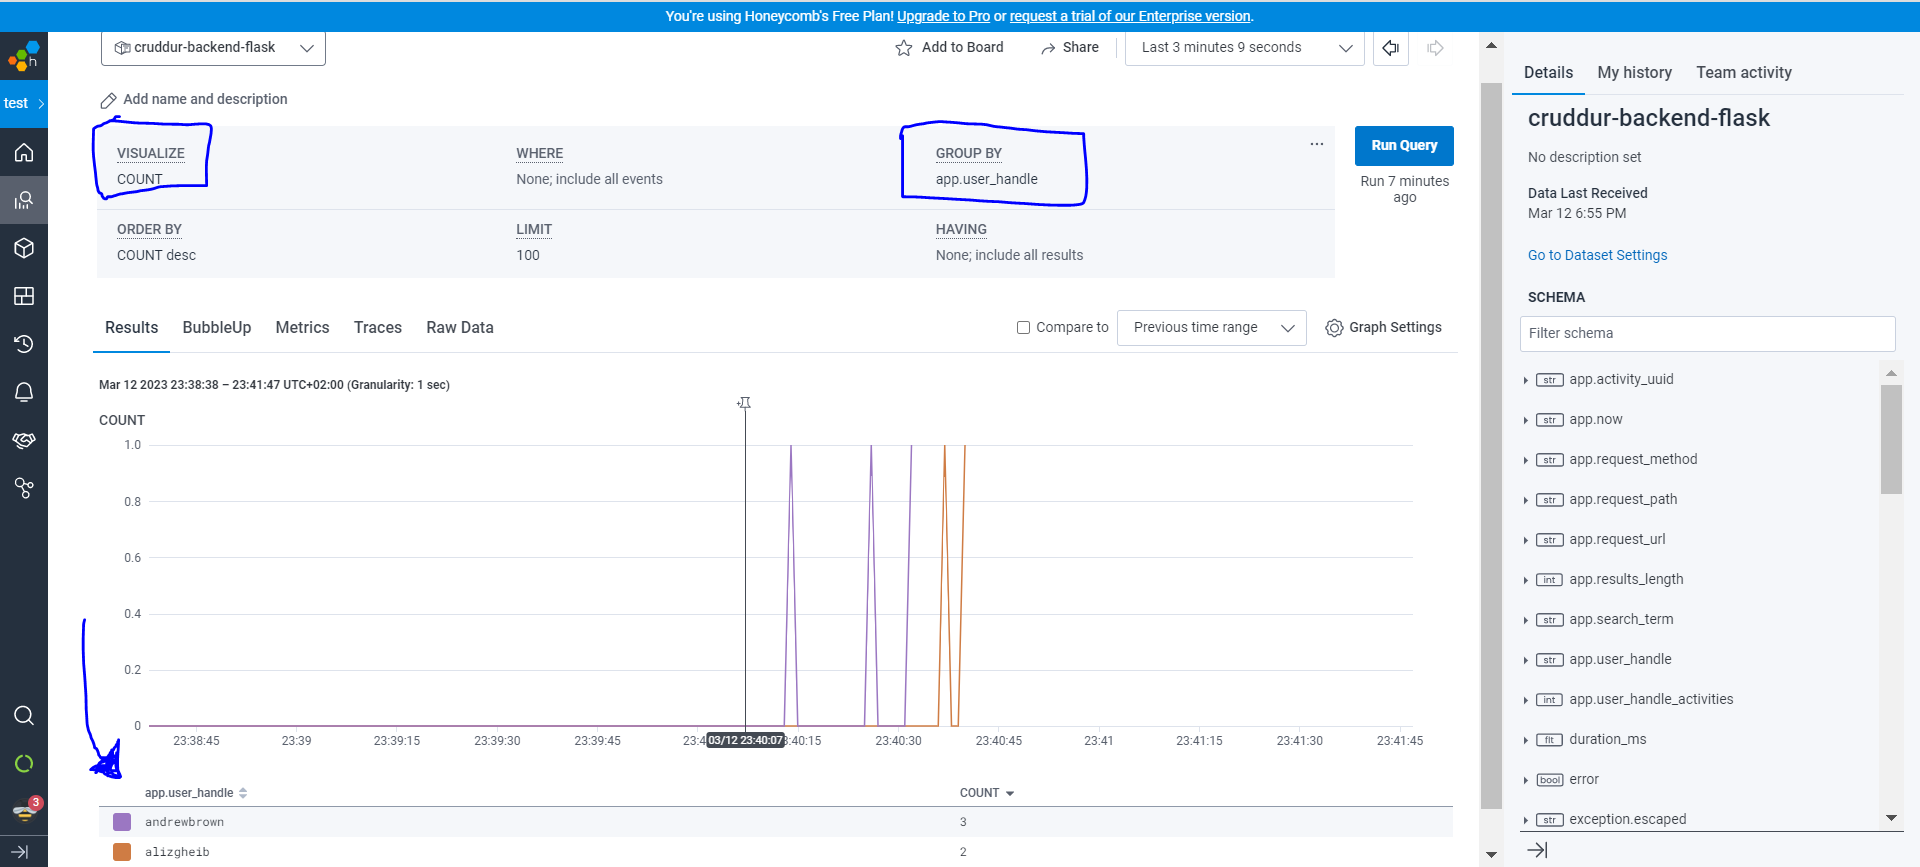 You're using Honeycomb's Free Plan! Upgrade to Pro or request a trial of our Enterprise version.
h
cruddur-backend-flask
Add to Board
Share
Last 3 minutes 9 seconds
test
Add name and description
VISUALIZE
COUNT
WHERE
None; include all events
GROUP BY
app.user_handle
...
Run Query
Run 7 minutes
ago
ORDER BY
COUNT desc
LIMIT
100
HAVING
None; include all results
Results
BubbleUp
Metrics
Traces
Raw Data
Compare to
Previous time range
Graph Settings
Mar 12 2023 23:38:38 – 23:41:47 UTC+02:00 (Granularity: 1 sec)
COUNT
1.0
0.8
0.6
0.4
0.2
0
23:38:45
23:39
23:39:15
23:39:30
23:39:45
03/12 23:40:07
23:40:30
23:40:45
23:41
23:41:15
23:41:30
23:41:45
app.user_handle
COUNT
andrewbrown
3
alizgheib
2
3
Details
My history
Team activity
cruddur-backend-flask
No description set
Data Last Received
Mar 12 6:55 PM
Go to Dataset Settings
SCHEMA
Filter schema
str app.activity_uuid
str app.now
str app.request_method
str app.request_path
str app.request_url
int app.results_length
str app.search_term
str app.user_handle
int app.user_handle_activities
flt duration_ms
bool error
str exception.escaped